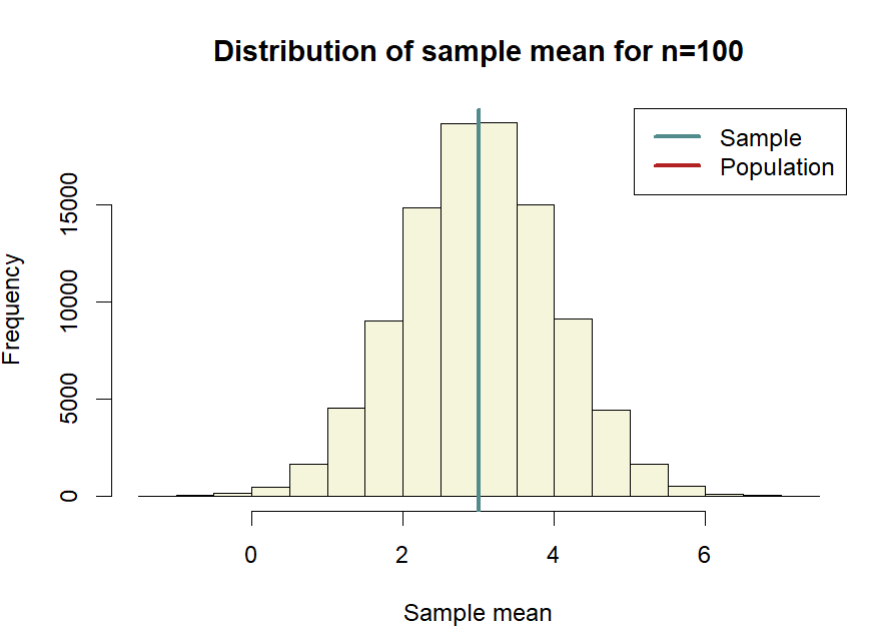 Distribution of sample mean for n=100
Sample
Population
Frequency
15000
10000
5000
0
0 2 4 6
Sample mean